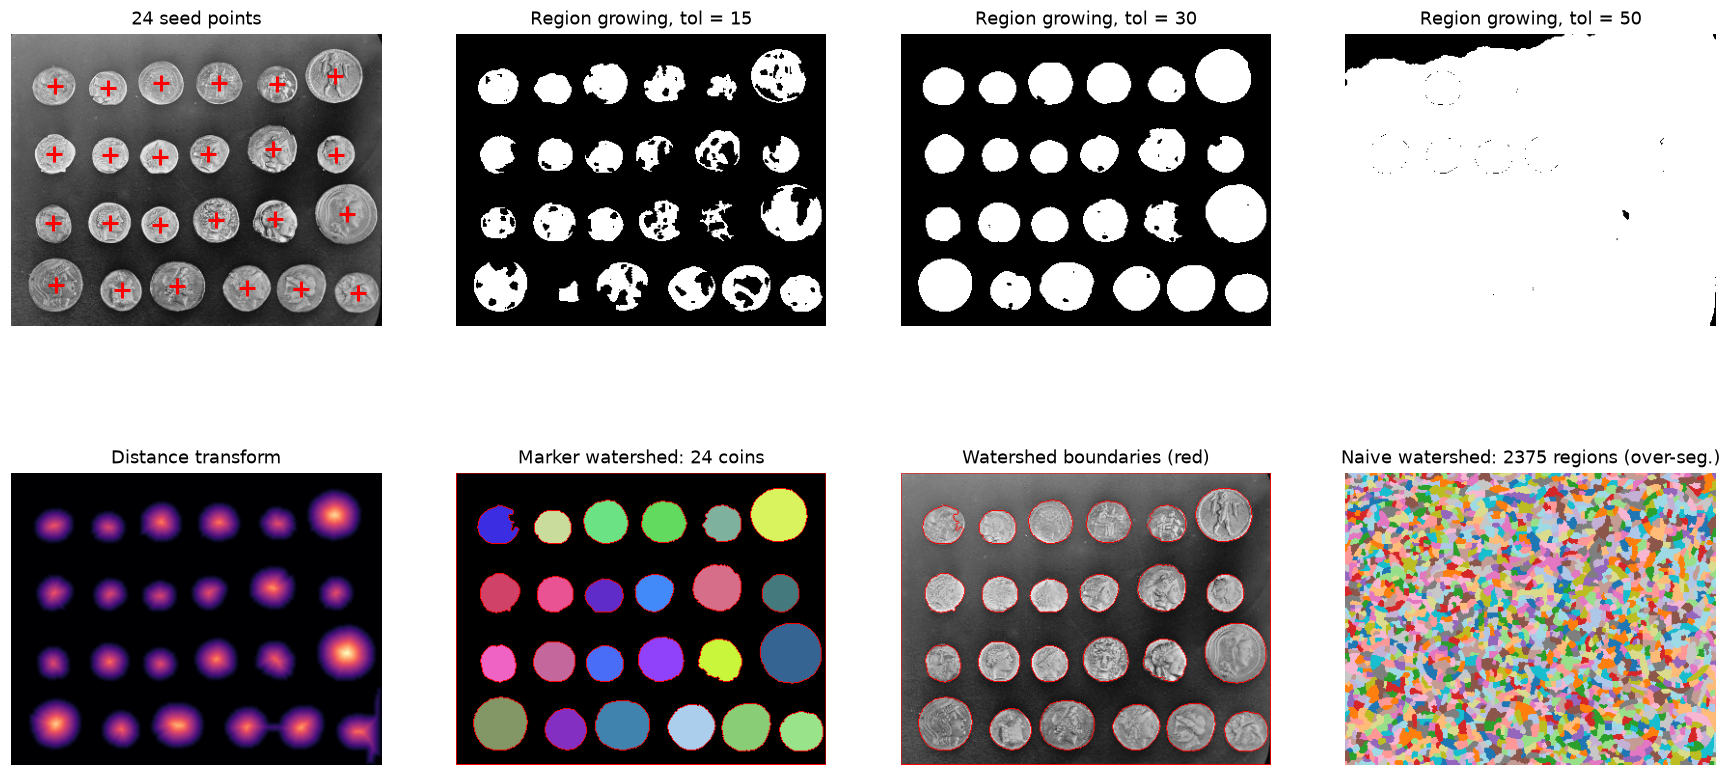 24 seed points
Region growing, tol = 15
Region growing, tol = 30
Region growing, tol = 50
Distance transform
Marker watershed: 24 coins
Watershed boundaries (red)
Naive watershed: 2375 regions (over-seg.)